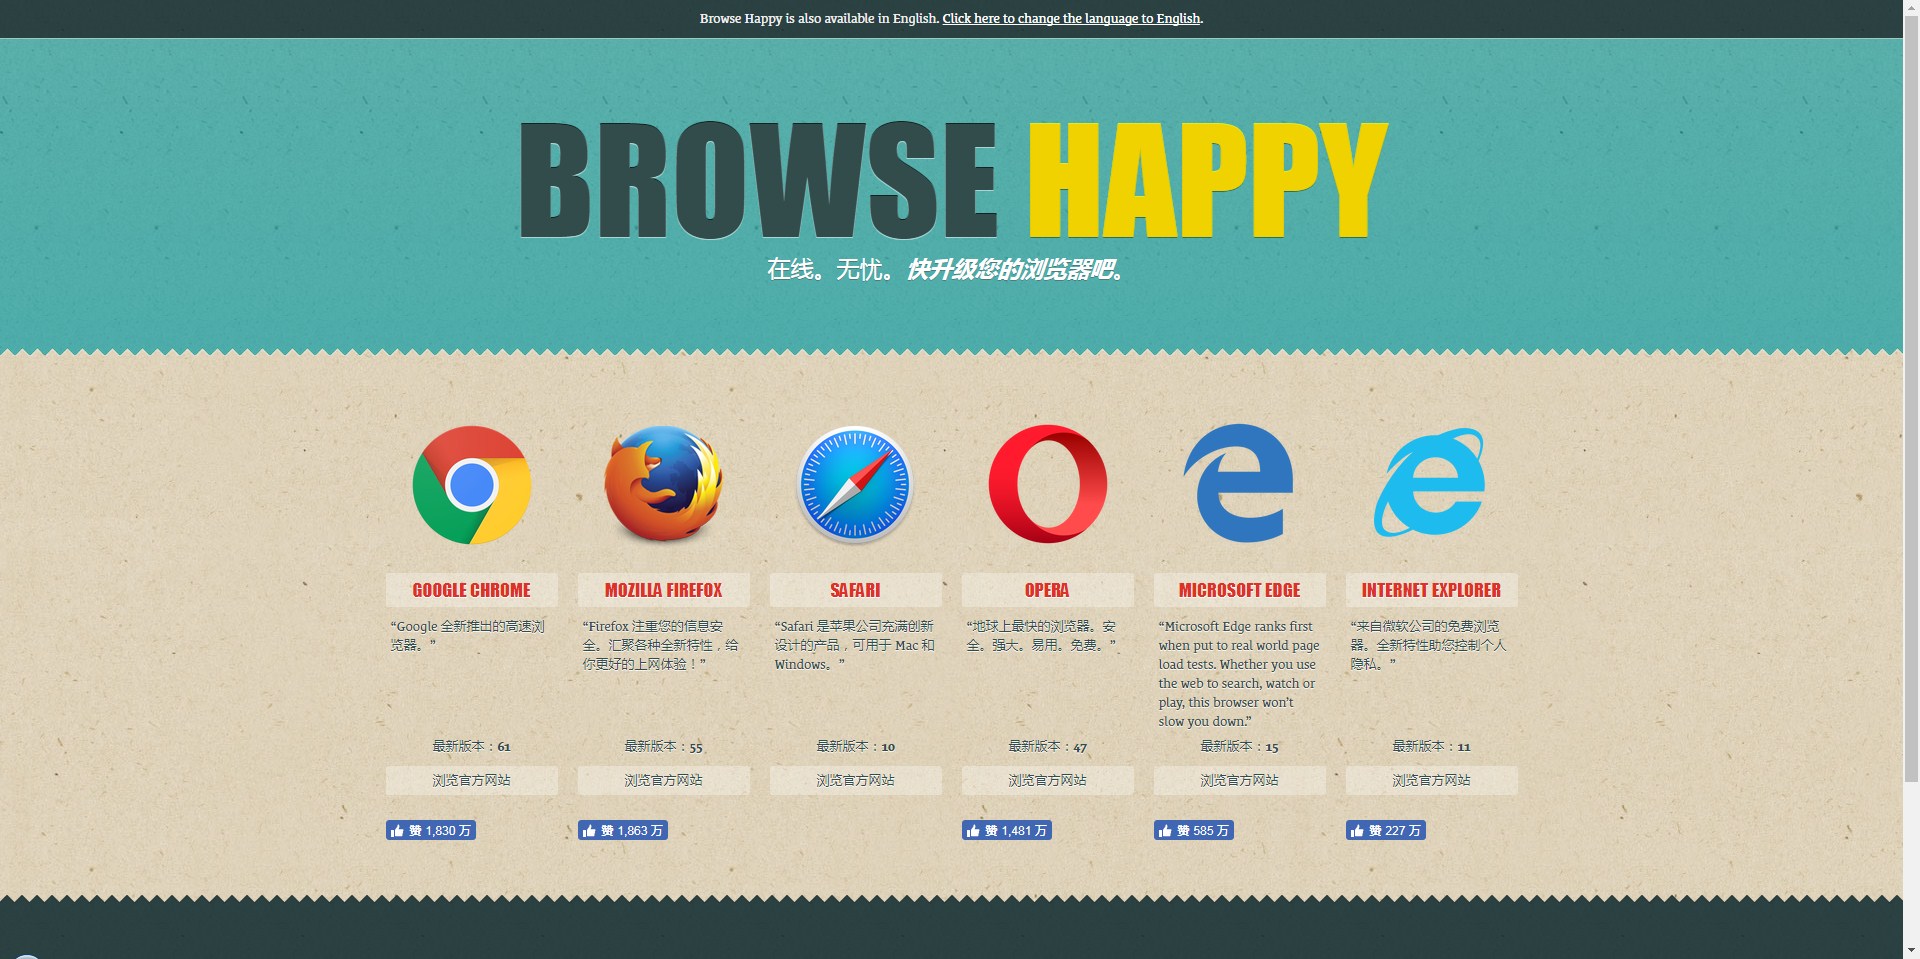 Browse Happy is also available in English. Click here to change the language to English.
BROWSE HAPPY
在线。无忧。快升级您的浏览器吧。
GOOGLE CHROME
“Google 全新推出的高速浏
览器。”
最新版本：61
浏览官方网站
赞 1,830 万
MOZILLA FIREFOX
“Firefox 注重您的信息安
全。汇聚各种全新特性，给
你更好的上网体验！”
最新版本：55
浏览官方网站
赞 1,863 万
SAFARI
“Safari 是苹果公司充满创新
设计的产品，可用于 Mac 和
Windows。”
最新版本：10
浏览官方网站
OPERA
“地球上最快的浏览器。安
全。强大。易用。免费。”
最新版本：47
浏览官方网站
赞 1,481 万
MICROSOFT EDGE
“Microsoft Edge ranks first
when put to real world page
load tests. Whether you use
the web to search, watch or
play, this browser won’t
slow you down.”
最新版本：15
浏览官方网站
赞 585 万
INTERNET EXPLORER
“来自微软公司的免费浏览
器。全新特性助您控制个人
隐私。”
最新版本：11
浏览官方网站
赞 227 万